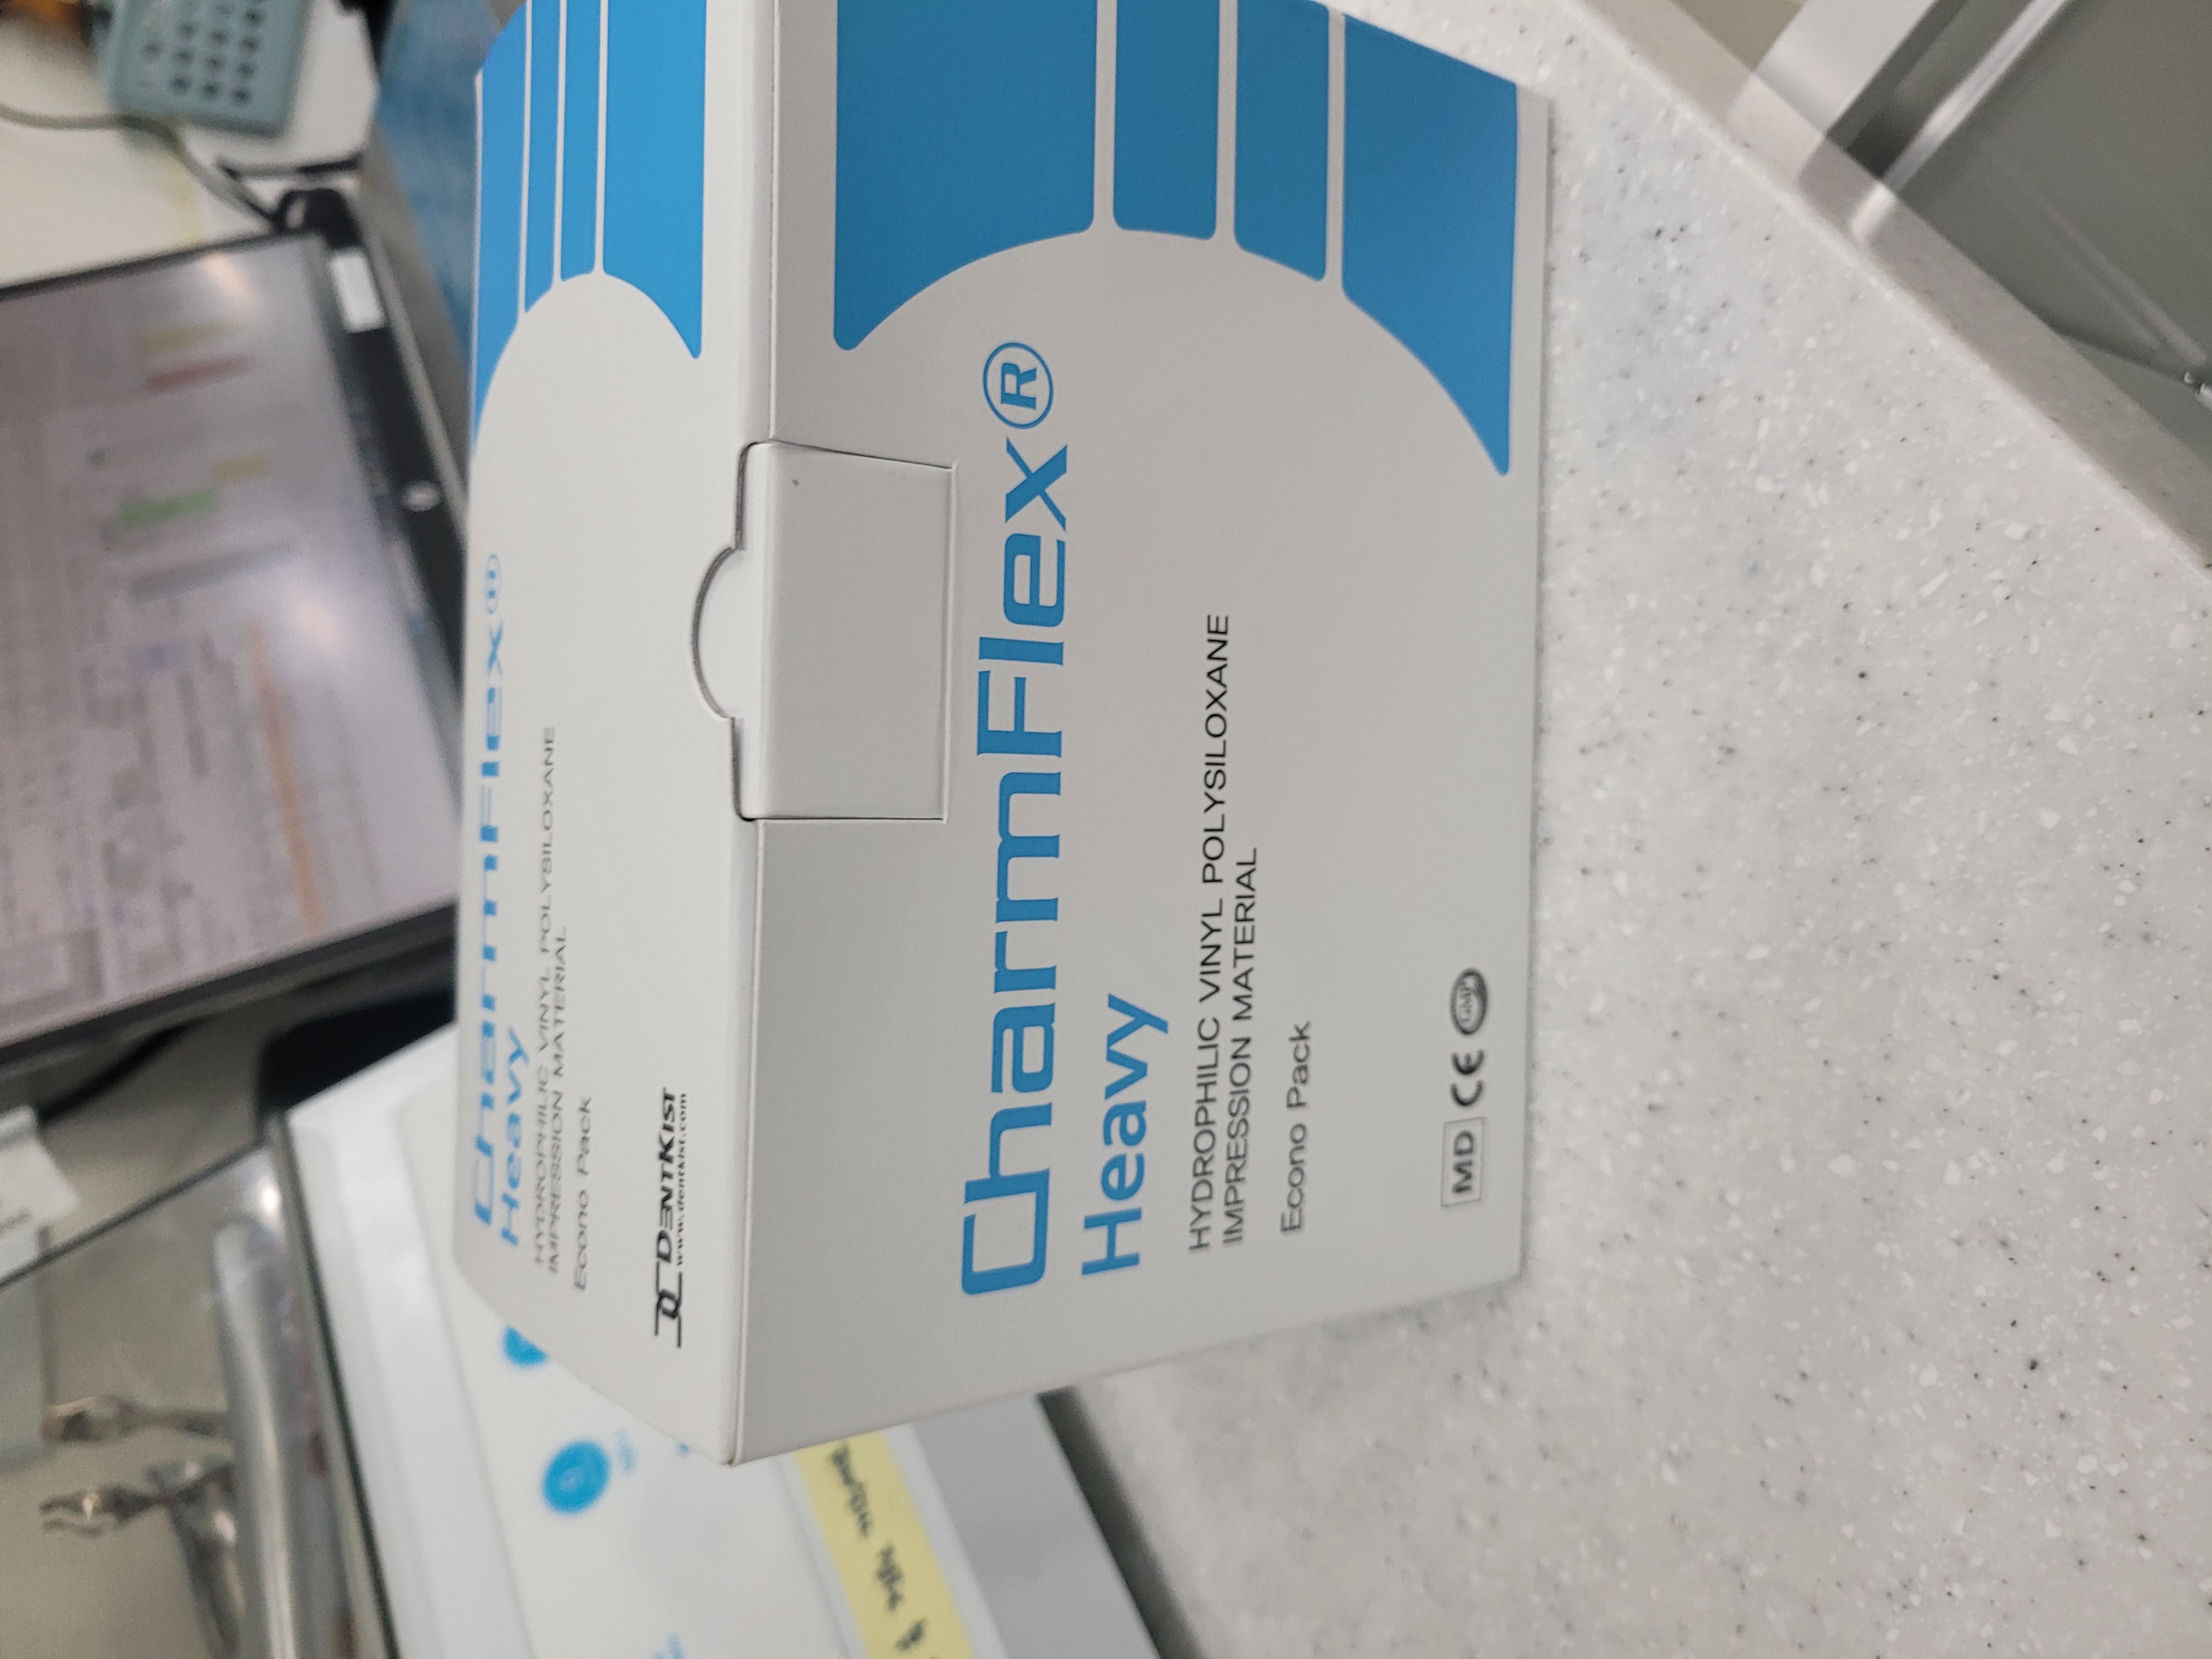 CharmFlex®
Heavy
HYDROPHILIC VINYL POLYSILOXANE
IMPRESSION MATERIAL
Econo Pack
DENTKIST
www.dentkist.com
CharmFlex®
Heavy
HYDROPHILIC VINYL POLYSILOXANE
IMPRESSION MATERIAL
Econo Pack
MD CE GMP